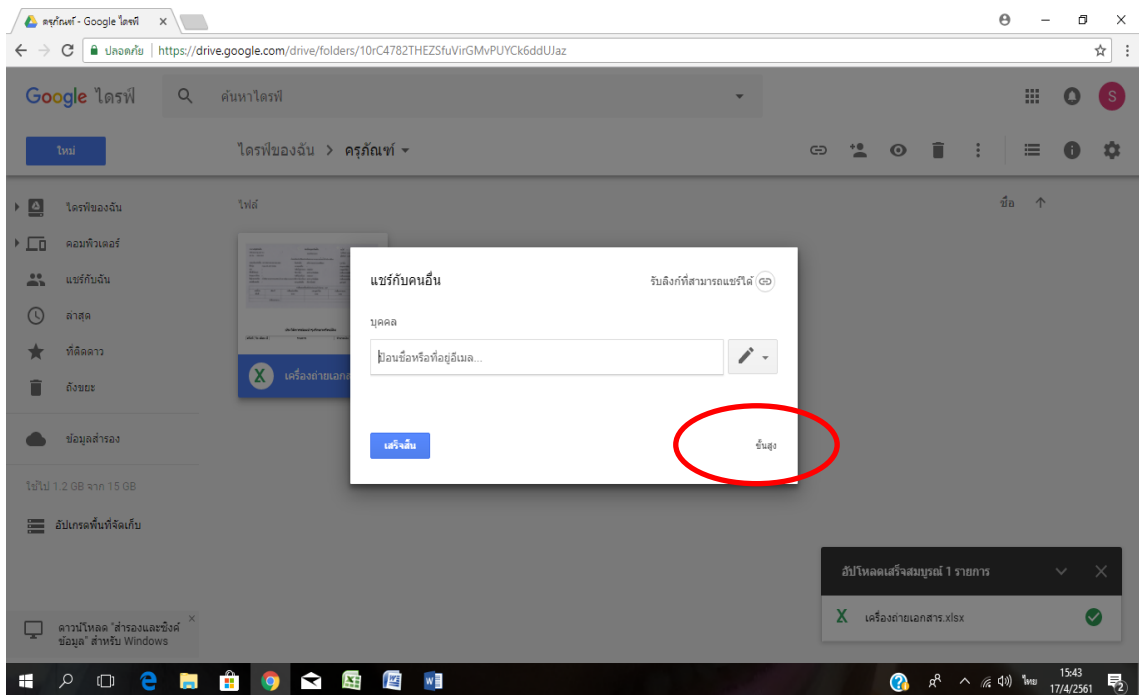 ครุภัณฑ์ - Google ไดรฟ์
ปลอดภัย | https://drive.google.com/drive/folders/10rC4782THEZSfuVirGMvPUYCk6ddUJaz
Google ไดรฟ์
ค้นหาไดรฟ์
S
ใหม่
ไดรฟ์ของฉัน > ครุภัณฑ์
ไดรฟ์ของฉัน
ไฟล์
ชื่อ
คอมพิวเตอร์
แชร์กับฉัน
ล่าสุด
ที่ติดดาว
ถังขยะ
ข้อมูลสำรอง
ใช้ไป 1.2 GB จาก 15 GB
อัปเกรดพื้นที่จัดเก็บ
X เครื่องถ่ายเอกส
แชร์กับคนอื่น
รับลิงก์ที่สามารถแชร์ได้
บุคคล
ป้อนชื่อหรือที่อยู่อีเมล...
เสร็จสิ้น
ขั้นสูง
อัปโหลดเสร็จสมบูรณ์ 1 รายการ
X เครื่องถ่ายเอกสาร.xlsx
ดาวน์โหลด "สำรองและซิงค์
ข้อมูล" สำหรับ Windows
ไทย
15:43
17/4/2561
2